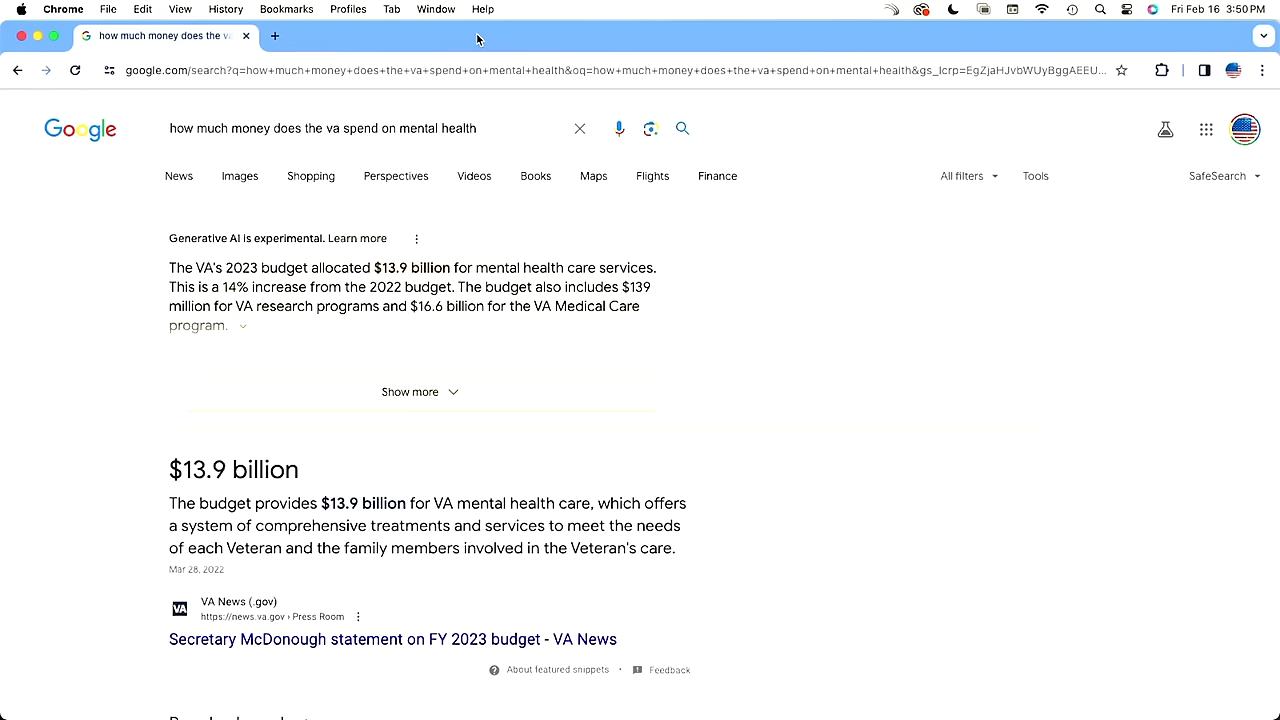 Chrome File Edit View History Bookmarks Profiles Tab Window Help Fri Feb 16 3:50 PM
how much money does the va
google.com/search?q=how+much+money+does+the+va+spend+on+mental+health&oq=how+much+money+does+the+va+spend+on+mental+health&gs_lcrp=EgZjaHJvbWUyBggAEEU...
Google how much money does the va spend on mental health
News Images Shopping Perspectives Videos Books Maps Flights Finance All filters Tools SafeSearch
Generative AI is experimental. Learn more
The VA's 2023 budget allocated $13.9 billion for mental health care services.
This is a 14% increase from the 2022 budget. The budget also includes $139
million for VA research programs and $16.6 billion for the VA Medical Care
program.
Show more
$13.9 billion
The budget provides $13.9 billion for VA mental health care, which offers
a system of comprehensive treatments and services to meet the needs
of each Veteran and the family members involved in the Veteran's care.
Mar 28, 2022
VA VA News (.gov)
https://news.va.gov › Press Room
Secretary McDonough statement on FY 2023 budget - VA News
About featured snippets • Feedback